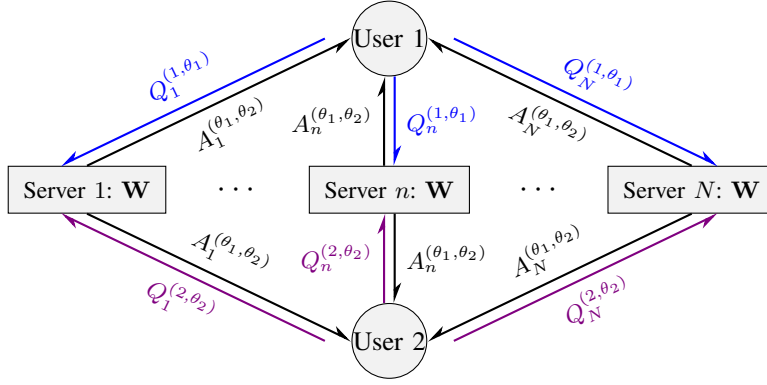 User 1
Q_1^{(1,θ_1)}
A_1^{(θ_1,θ_2)}
A_n^{(θ_1,θ_2)}
Q_n^{(1,θ_1)}
A_N^{(θ_1,θ_2)}
Q_N^{(1,θ_1)}
Server 1: W
· · ·
Server n: W
· · ·
Server N: W
A_1^{(θ_1,θ_2)}
Q_1^{(2,θ_2)}
Q_n^{(2,θ_2)}
A_n^{(θ_1,θ_2)}
A_N^{(θ_1,θ_2)}
Q_N^{(2,θ_2)}
User 2